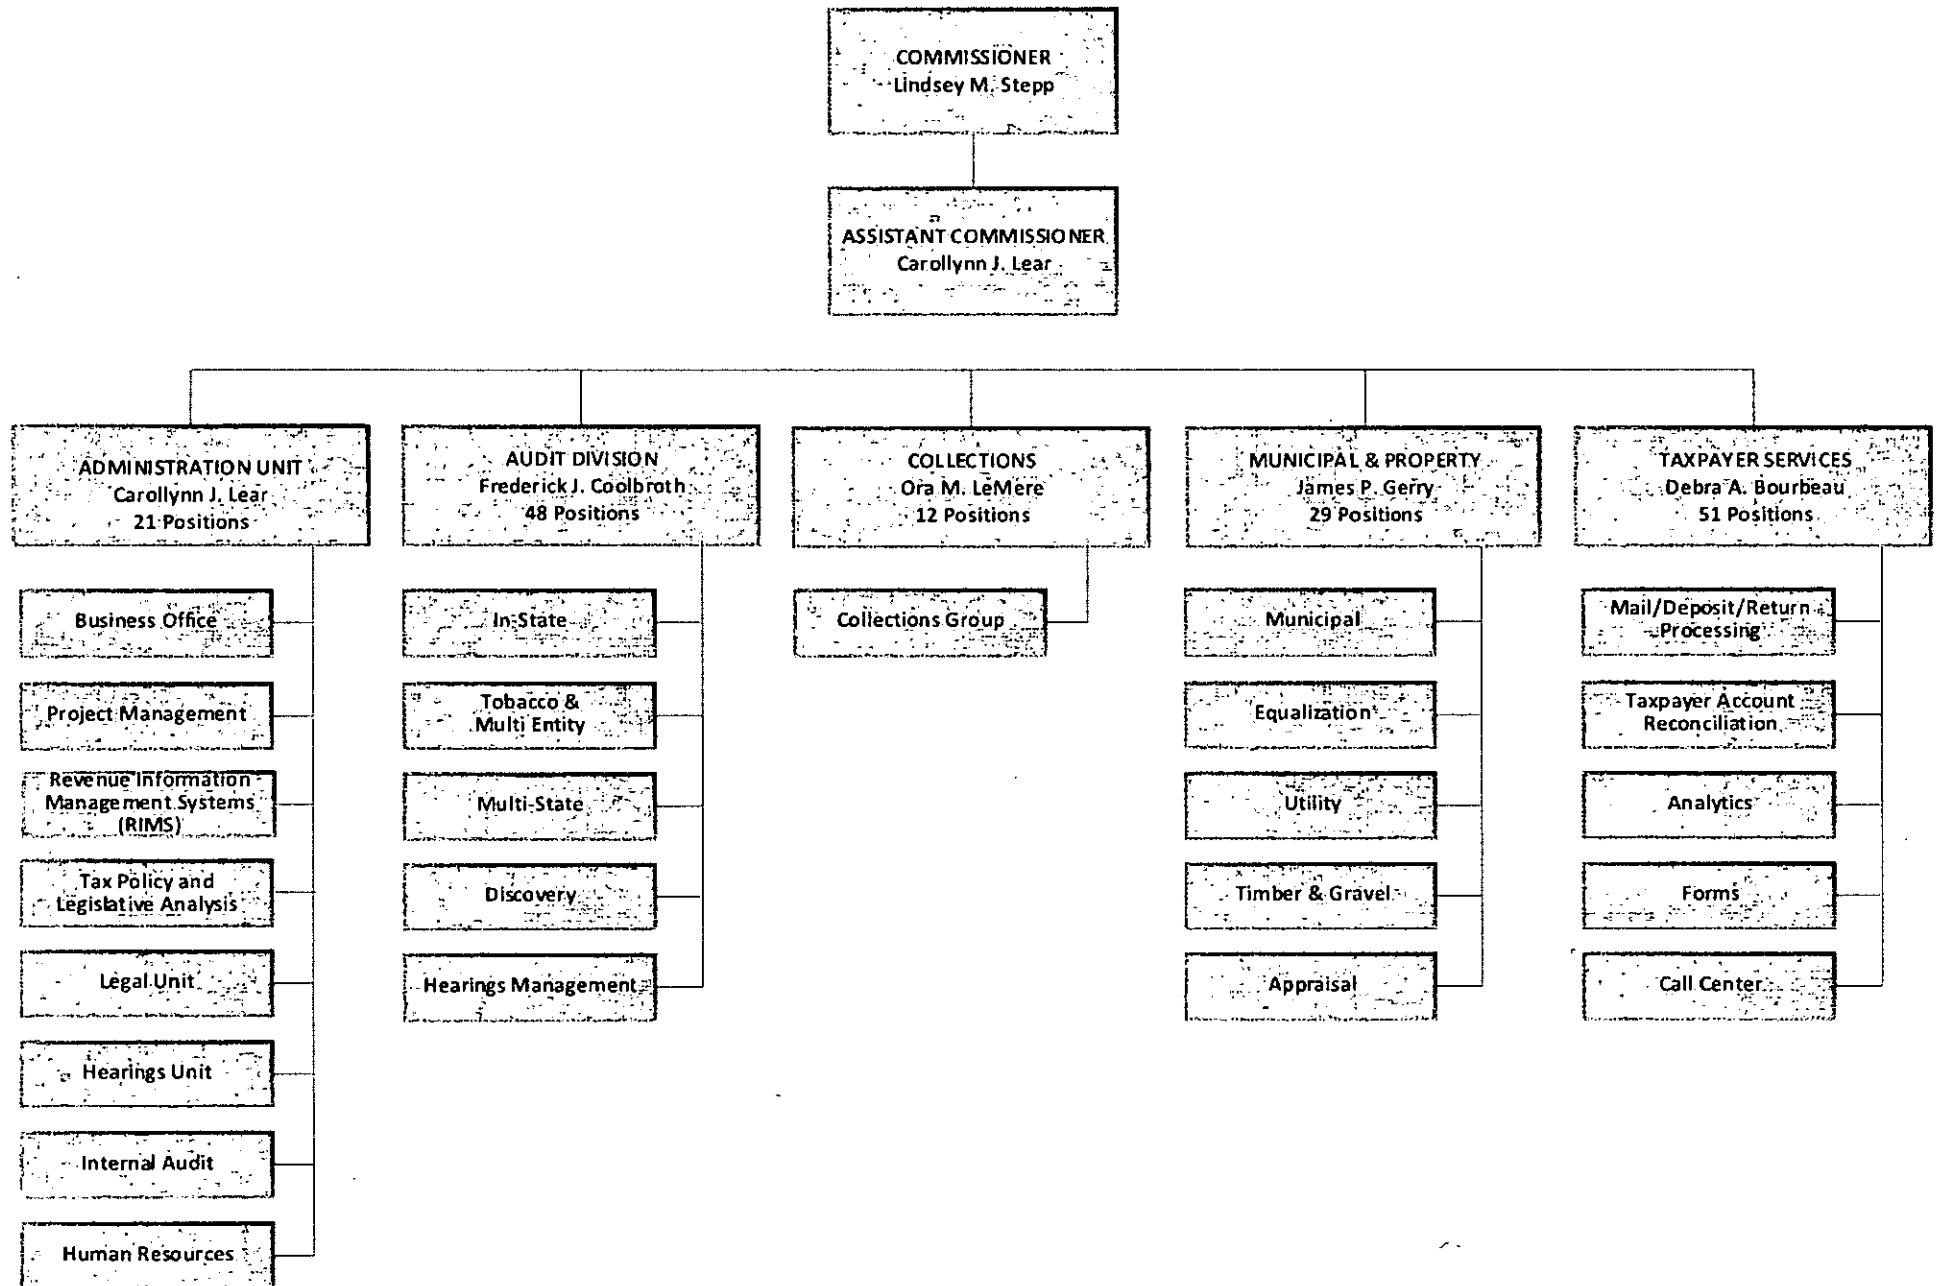 COMMISSIONER
Lindsey M. Stepp
ASSISTANT COMMISSIONER
Carollynn J. Lear
ADMINISTRATION UNIT
Carollynn J. Lear
21 Positions
AUDIT DIVISION
Frederick J. Coolbroth
48 Positions
COLLECTIONS
Ora M. LeMere
12 Positions
MUNICIPAL & PROPERTY
James P. Gerry
29 Positions
TAXPAYER SERVICES
Debra A. Bourbeau
51 Positions
Business Office
Project Management
Revenue Information
Management Systems
(RIMS)
Tax Policy and
Legislative Analysis
Legal Unit
Hearings Unit
Internal Audit
Human Resources
In-State
Tobacco &
Multi Entity
Multi-State
Discovery
Hearings Management
Collections Group
Municipal
Equalization
Utility
Timber & Gravel
Appraisal
Mail/Deposit/Return
Processing
Taxpayer Account
Reconciliation
Analytics
Forms
Call Center